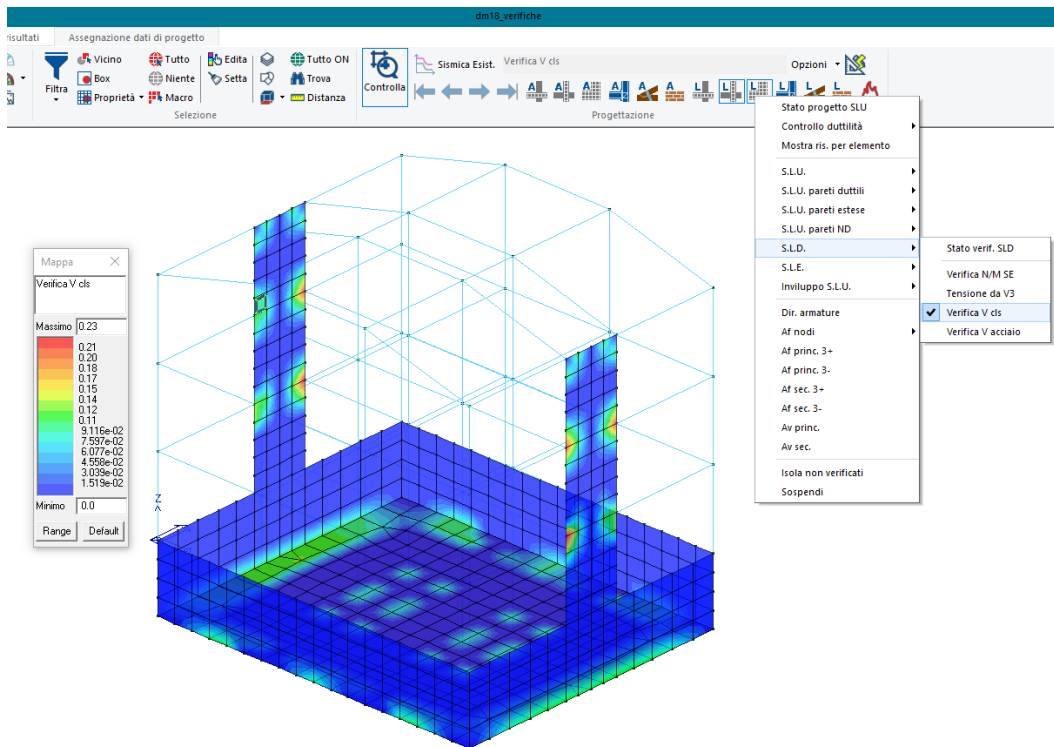 dm18_verifiche
risultati
Assegnazione dati di progetto
Filtra
Vicino
Box
Proprietà
Tutto
Niente
Macro
Edita
Setta
Tutto ON
Trova
Distanza
Selezione
Controlla
Sismica Esist.
Verifica V cls
Opzioni
Progettazione
Stato progetto SLU
Controllo duttilità
Mostra ris. per elemento
S.L.U.
S.L.U. pareti duttili
S.L.U. pareti estese
S.L.U. pareti ND
S.L.D.
S.L.E.
Inviluppo S.L.U.
Dir. armature
Af nodi
Af princ. 3+
Af princ. 3-
Af sec. 3+
Af sec. 3-
Av princ.
Av sec.
Isola non verificati
Sospendi
Stato verif. SLD
Verifica N/M SE
Tensione da V3
Verifica V cls
Verifica V acciaio
Mappa
Verifica V cls
Massimo 0.23
0.21
0.20
0.18
0.17
0.15
0.14
0.12
0.11
9.116e-02
7.597e-02
6.077e-02
4.558e-02
3.039e-02
1.519e-02
Minimo 0.0
Range
Default
Z